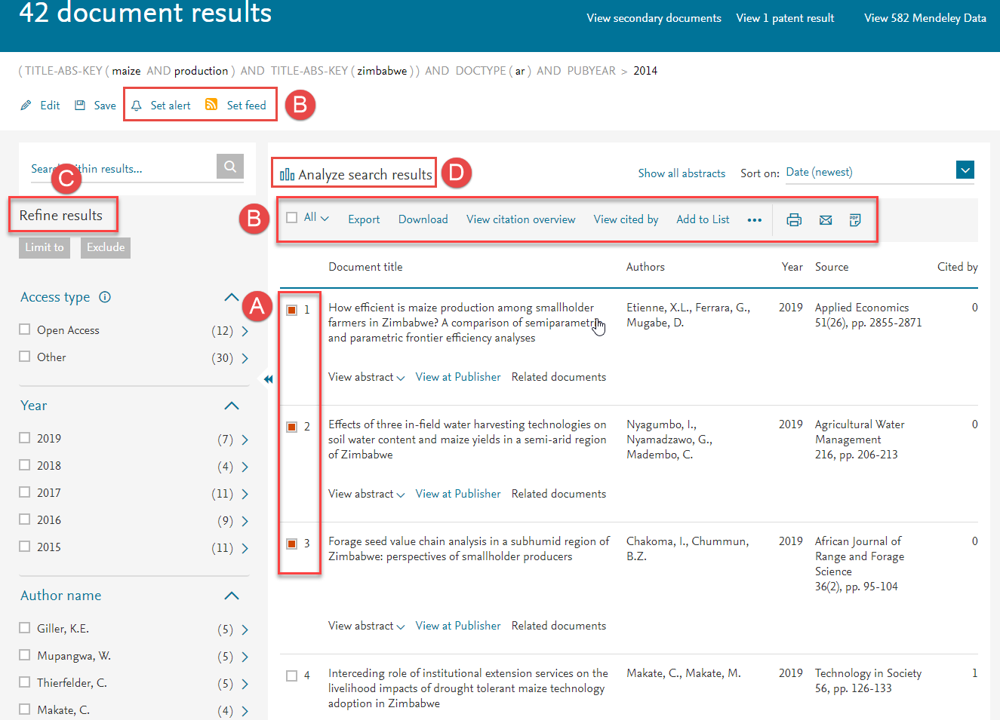 42 document results
View secondary documents View 1 patent result View 582 Mendeley Data
( TITLE-ABS-KEY ( maize AND production ) AND TITLE-ABS-KEY ( zimbabwe ) ) AND DOCTYPE ( ar ) AND PUBYEAR > 2014
Edit Save Set alert Set feed B
Search within results...
C
Analyze search results D
Show all abstracts Sort on: Date (newest)
Refine results
Limit to Exclude
B
All Export Download View citation overview View cited by Add to List ••• PDF
Document title Authors Year Source Cited by
Access type
Open Access (12)
Other (30)
Year
2019 (7)
2018 (4)
2017 (11)
2016 (9)
2015 (11)
Author name
Giller, K.E. (5)
Mupangwa, W. (5)
Thierfelder, C. (5)
Makate, C. (4)
A
1 How efficient is maize production among smallholder Etienne, X.L., Ferrara, G., 2019 Applied Economics 0
farmers in Zimbabwe? A comparison of semiparametric Mugabe, D. 51(26), pp. 2855-2871
and parametric frontier efficiency analyses
View abstract View at Publisher Related documents
2 Effects of three in-field water harvesting technologies on Nyagumbo, I., 2019 Agricultural Water 0
soil water content and maize yields in a semi-arid region Nyamadzawo, G., Management
of Zimbabwe Madembo, C. 216, pp. 206-213
View abstract View at Publisher Related documents
3 Forage seed value chain analysis in a subhumid region of Chakoma, I., Chummun, 2019 African Journal of 0
Zimbabwe: perspectives of smallholder producers B.Z. Range and Forage
Science
36(2), pp. 95-104
View abstract View at Publisher Related documents
4 Interceding role of institutional extension services on the Makate, C., Makate, M. 2019 Technology in Society 1
livelihood impacts of drought tolerant maize technology 56, pp. 126-133
adoption in Zimbabwe